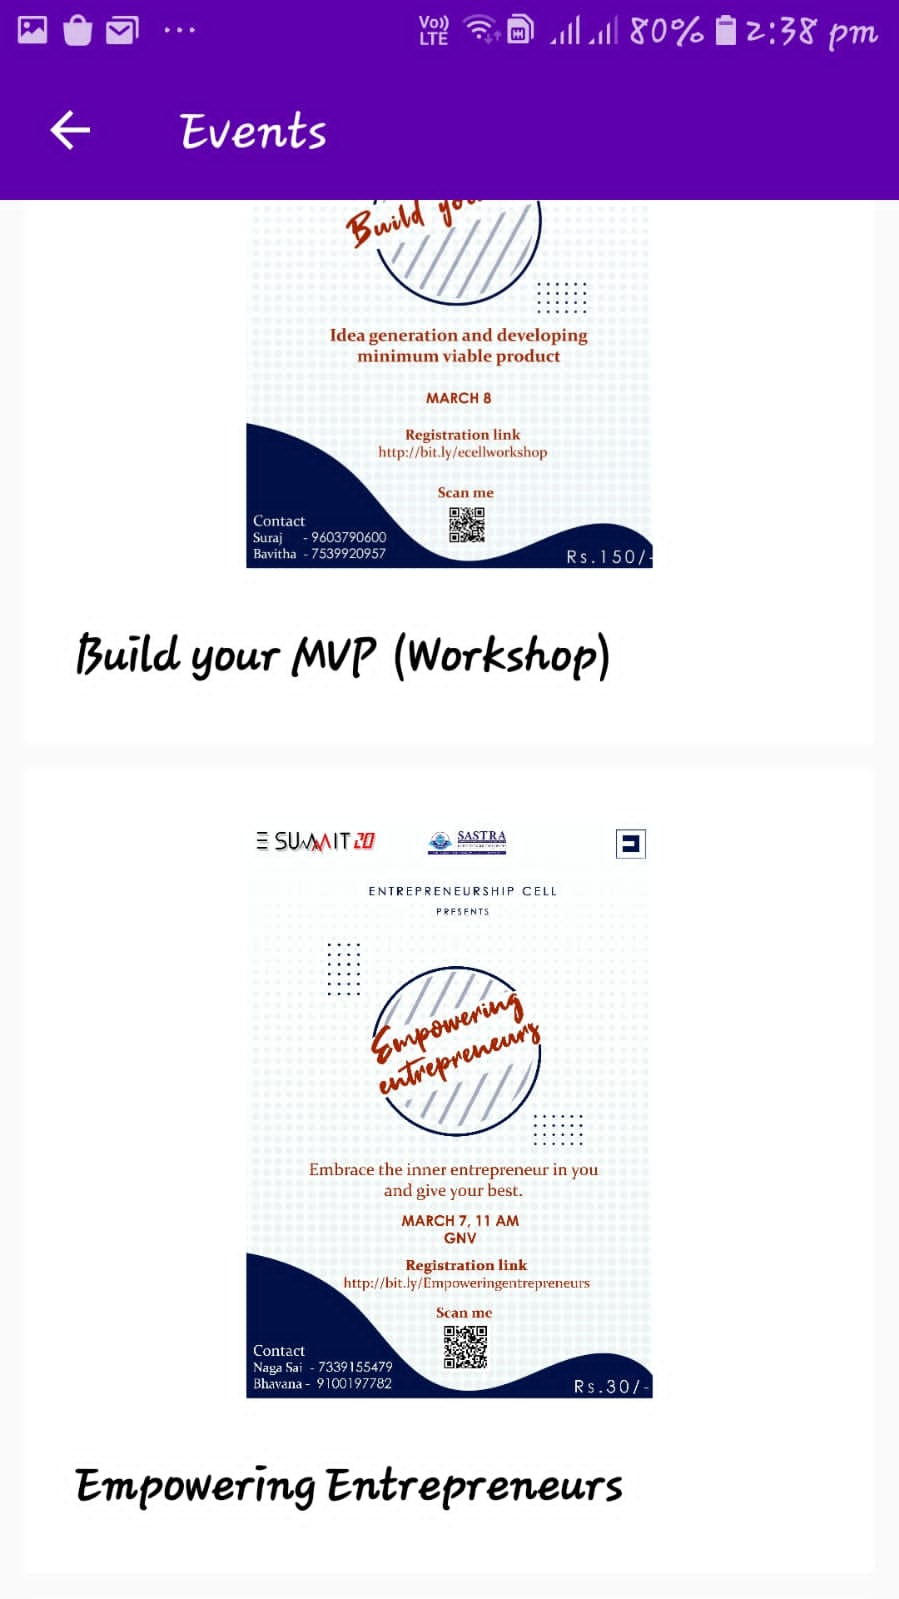 Vo)) LTE 80% 2:38 pm
Events
Build
Idea generation and developing
minimum viable product
MARCH 8
Registration link
http://bit.ly/ecellworkshop
Scan me
Contact
Suraj - 9603790600
Bavitha - 7539920957
Rs.150/-
Build your MVP (Workshop)
E SUMMIT 20
SASTRA
ENTREPRENEURSHIP CELL
PRESENTS
Empowering
entrepreneurs
Embrace the inner entrepreneur in you
and give your best.
MARCH 7, 11 AM
GNV
Registration link
http://bit.ly/Empoweringentrepreneurs
Scan me
Contact
Naga Sai - 7339155479
Bhavana - 9100197782
Rs.30/-
Empowering Entrepreneurs